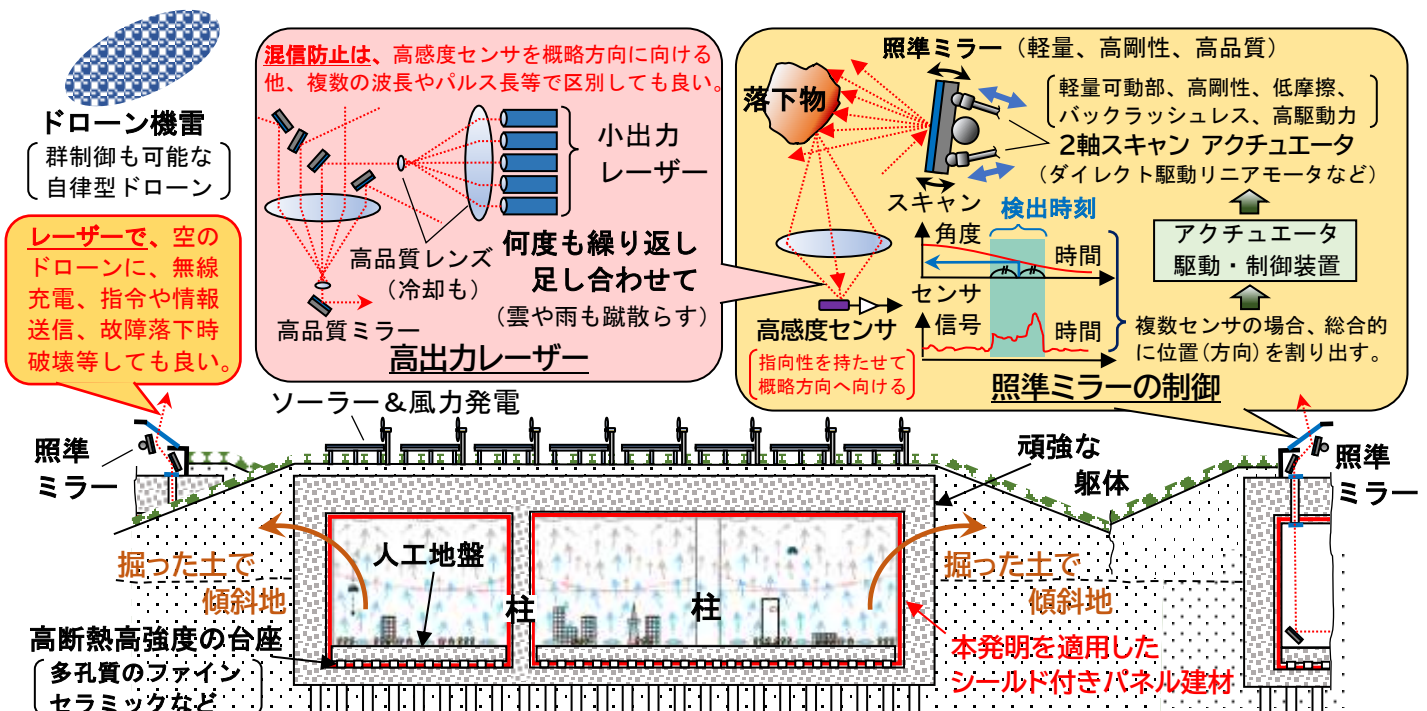 ドローン機雷
群制御も可能な
自律型ドローン
レーザーで、空の
ドローンに、無線
充電、指令や情報
送信、故障落下時
破壊等しても良い。
混信防止は、高感度センサを概略方向に向ける
他、複数の波長やパルス長等で区別しても良い。
小出力
レーザー
高品質レンズ
(冷却も)
高品質ミラー
何度も繰り返し
足し合わせて
(雲や雨も蹴散らす)
高出力レーザー
照準ミラー(軽量、高剛性、高品質)
落下物
軽量可動部、高剛性、低摩擦、
バックラッシュレス、高駆動力
2軸スキャン アクチュエータ
(ダイレクト駆動リニアモータなど)
スキャン
角度
検出時刻
時間
アクチュエータ
駆動・制御装置
センサ
信号
時間
高感度センサ
指向性を持たせて
概略方向へ向ける
複数センサの場合、総合的
に位置(方向)を割り出す。
照準ミラーの制御
ソーラー&風力発電
照準
ミラー
頑強な
躯体
照準
ミラー
掘った土で
傾斜地
人工地盤
柱
柱
掘った土で
傾斜地
高断熱高強度の台座
多孔質のファイン
セラミックなど
本発明を適用した
シールド付きパネル建材